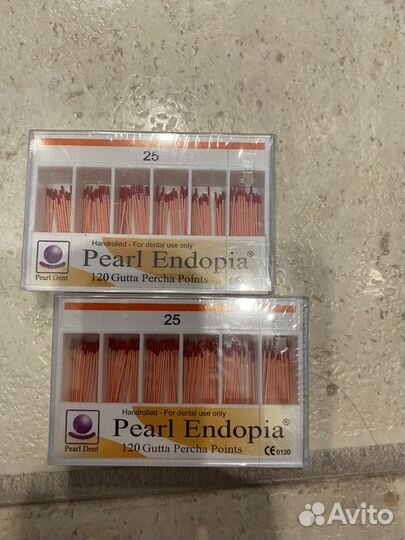 25
Handrolled - For dental use only
Pearl Endopia®
Pearl Dent
120 Gutta Percha Points
25
Handrolled - For dental use only
Pearl Endopia®
Pearl Dent
120 Gutta Percha Points
CE 0120
Avito